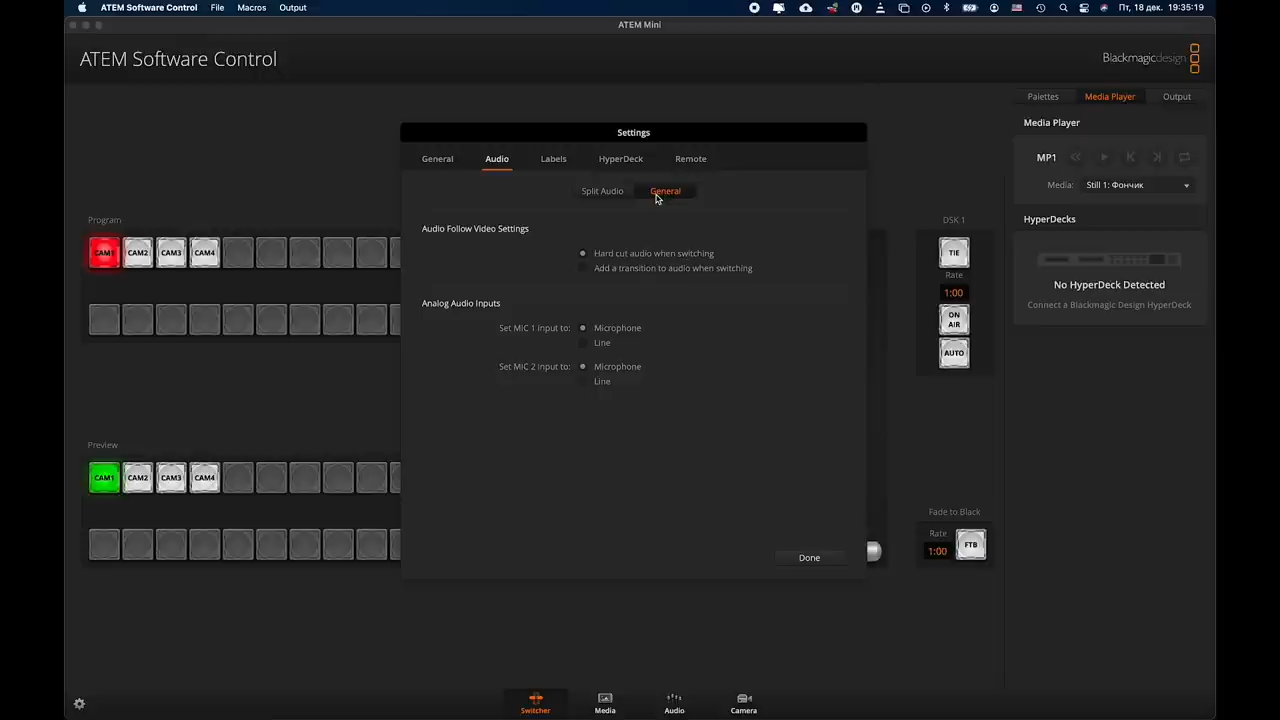 ATEM Software Control File Macros Output Пт, 18 дек. 19:35:19
ATEM Mini
ATEM Software Control
Blackmagicdesign
Palettes Media Player Output
Settings
General Audio Labels HyperDeck Remote
Split Audio General
Media Player
MP1
Media: Still 1: Фончик
HyperDecks
No HyperDeck Detected
Connect a Blackmagic Design HyperDeck
Audio Follow Video Settings
Hard cut audio when switching
Add a transition to audio when switching
Analog Audio Inputs
Set MIC 1 input to: Microphone
Line
Set MIC 2 input to: Microphone
Line
Done
Program
CAM1 CAM2 CAM3 CAM4
Preview
CAM1 CAM2 CAM3 CAM4
DSK 1
TIE
Rate
1:00
ON
AIR
AUTO
Fade to Black
Rate
1:00
FTB
Switcher Media Audio Camera